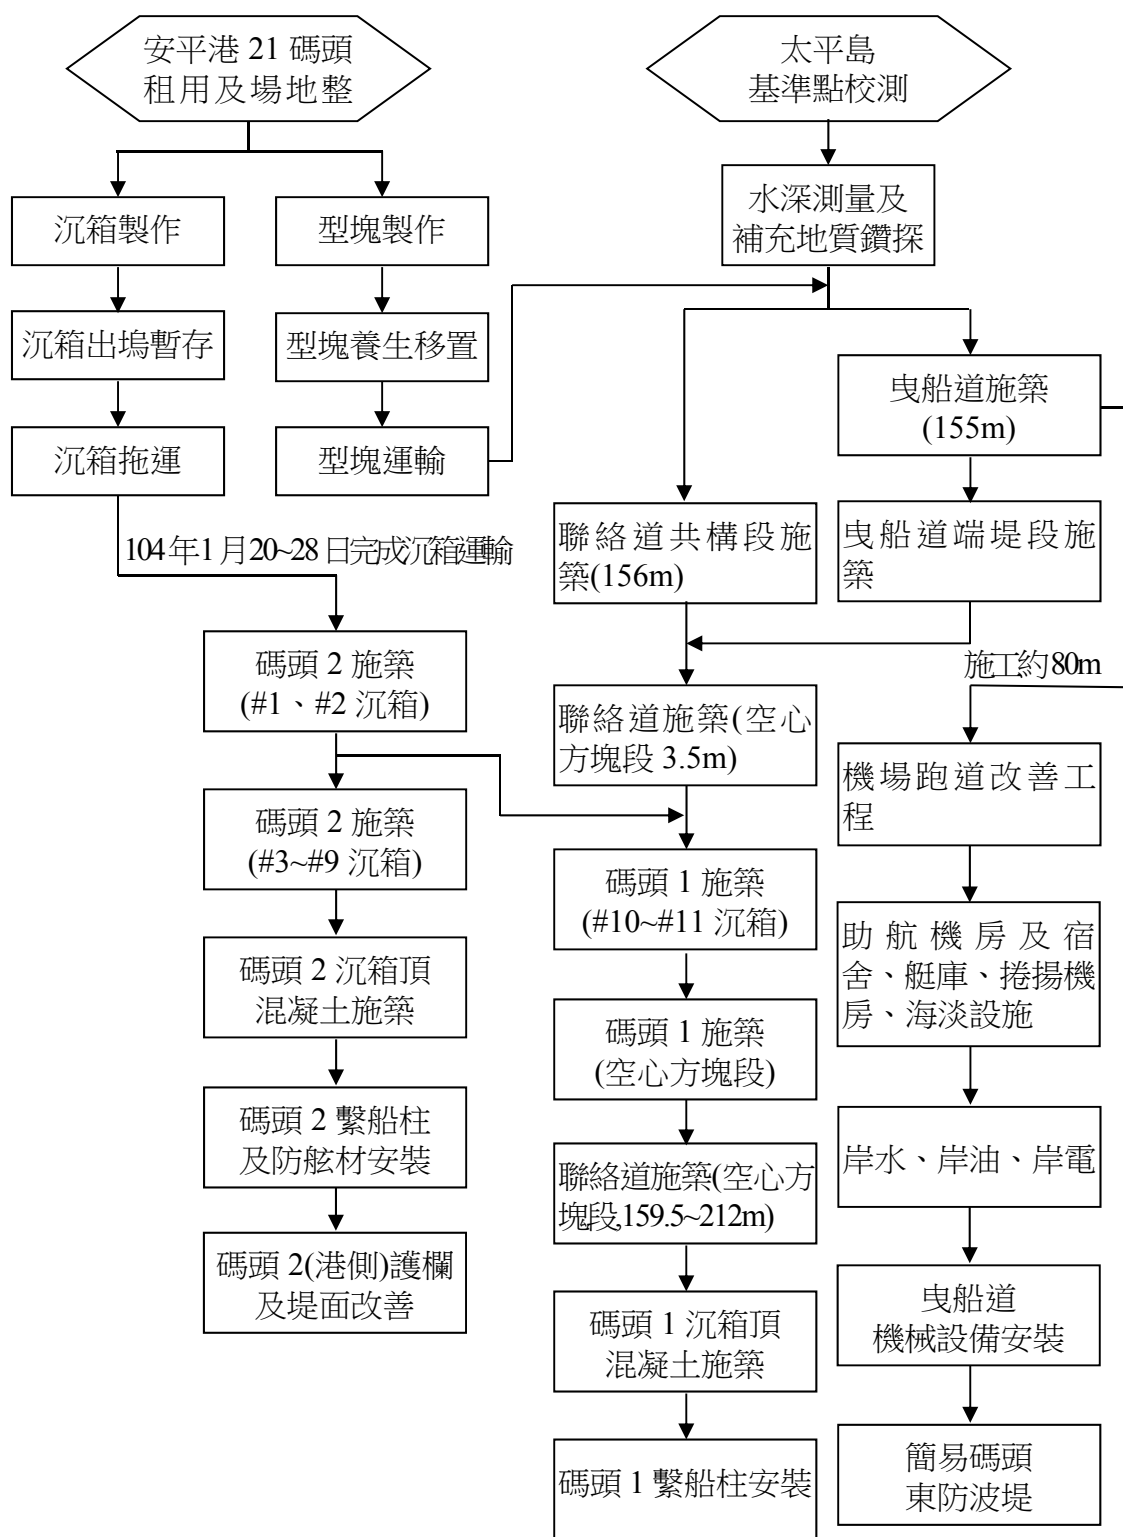 安平港 21 碼頭
租用及場地整
太平島
基準點校測
沉箱製作
型塊製作
水深測量及
補充地質鑽探
沉箱出塢暫存
型塊養生移置
曳船道施築
(155m)
沉箱拖運
型塊運輸
聯絡道共構段施
築(156m)
曳船道端堤段施
築
104年1月20~28日完成沉箱運輸
碼頭 2 施築
(#1、#2 沉箱)
施工約80m
聯絡道施築(空心
方塊段 3.5m)
機場跑道改善工
程
碼頭 2 施築
(#3~#9 沉箱)
碼頭 1 施築
(#10~#11 沉箱)
助航機房及宿
舍、艇庫、捲揚機
房、海淡設施
碼頭 2 沉箱頂
混凝土施築
碼頭 1 施築
(空心方塊段)
碼頭 2 繫船柱
及防舷材安裝
聯絡道施築(空心方
塊段,159.5~212m)
岸水、岸油、岸電
碼頭 2(港側)護欄
及堤面改善
碼頭 1 沉箱頂
混凝土施築
曳船道
機械設備安裝
碼頭 1 繫船柱安裝
簡易碼頭
東防波堤